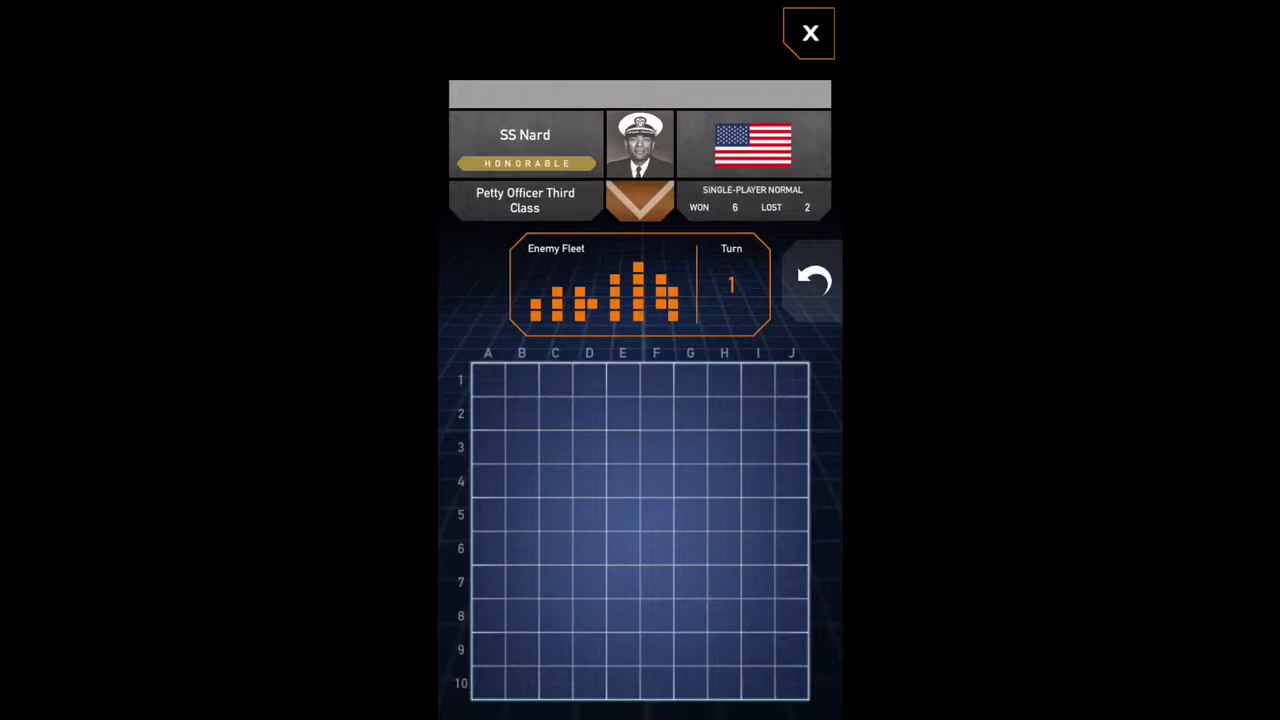 X
SS Nard
HONORABLE
Petty Officer Third
Class
SINGLE-PLAYER NORMAL
WON 6 LOST 2
Enemy Fleet
Turn
1
A B C D E F G H I J
1
2
3
4
5
6
7
8
9
10